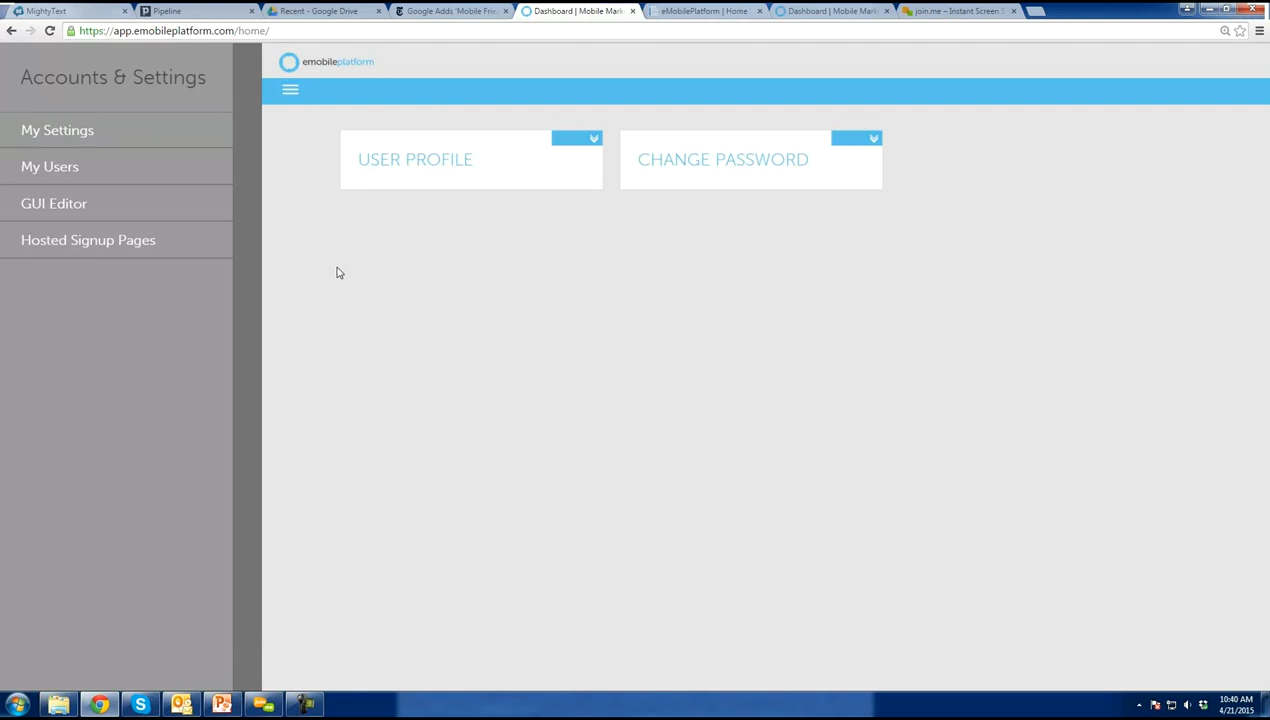 MightyText
Pipeline
Recent - Google Drive
Google Adds 'Mobile Frie
Dashboard | Mobile Mark
eMobilePlatform | Home
Dashboard | Mobile Mark
join.me – Instant Screen S
https://app.emobileplatform.com/home/
Accounts & Settings
emobileplatform
My Settings
My Users
GUI Editor
Hosted Signup Pages
USER PROFILE
CHANGE PASSWORD
10:40 AM
4/21/2015